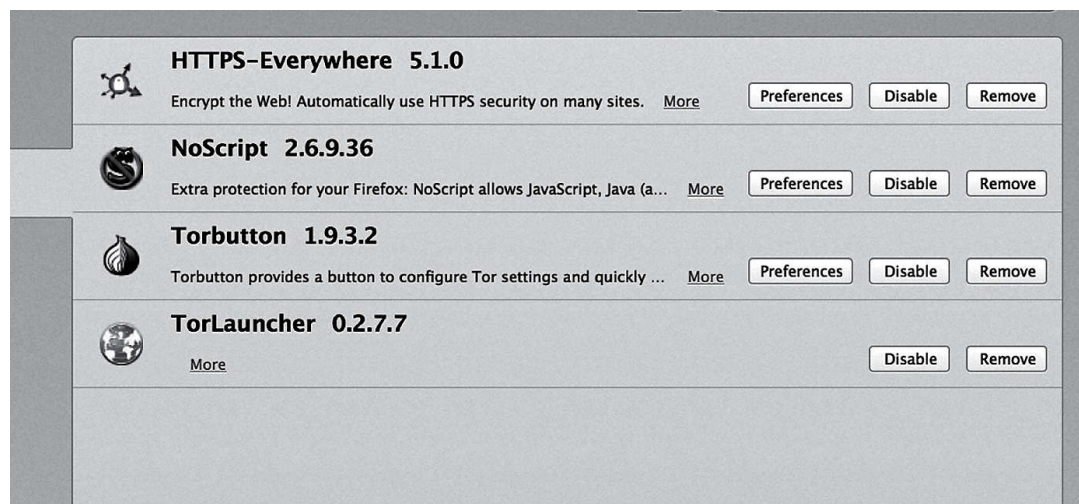 HTTPS-Everywhere 5.1.0
Encrypt the Web! Automatically use HTTPS security on many sites. More Preferences Disable Remove
NoScript 2.6.9.36
Extra protection for your Firefox: NoScript allows JavaScript, Java (a... More Preferences Disable Remove
Torbutton 1.9.3.2
Torbutton provides a button to configure Tor settings and quickly ... More Preferences Disable Remove
TorLauncher 0.2.7.7
More Disable Remove